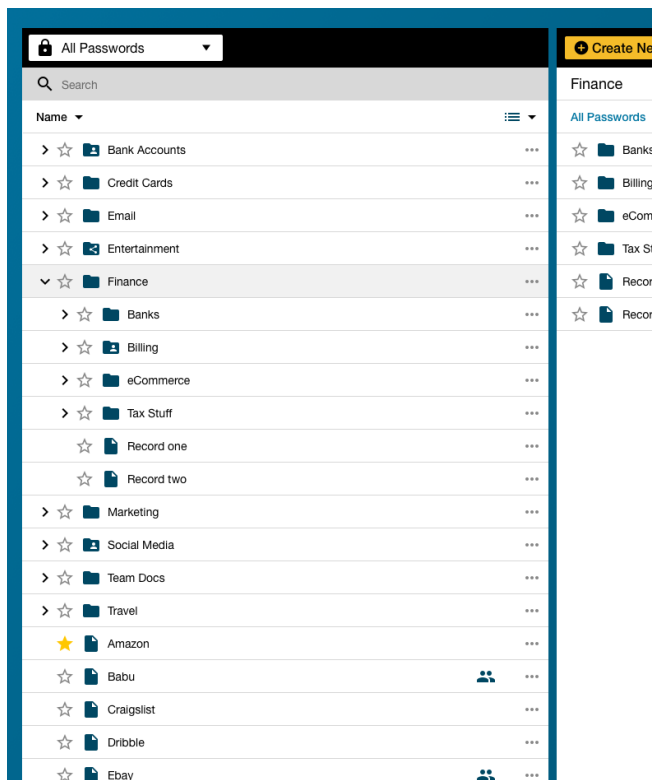 All Passwords
Search
Name
Bank Accounts
Credit Cards
Email
Entertainment
Finance
Banks
Billing
eCommerce
Tax Stuff
Record one
Record two
Marketing
Social Media
Team Docs
Travel
Amazon
Babu
Craigslist
Dribble
Ebay
Create Ne
Finance
All Passwords
Banks
Billing
eCom
Tax St
Recor
Recor